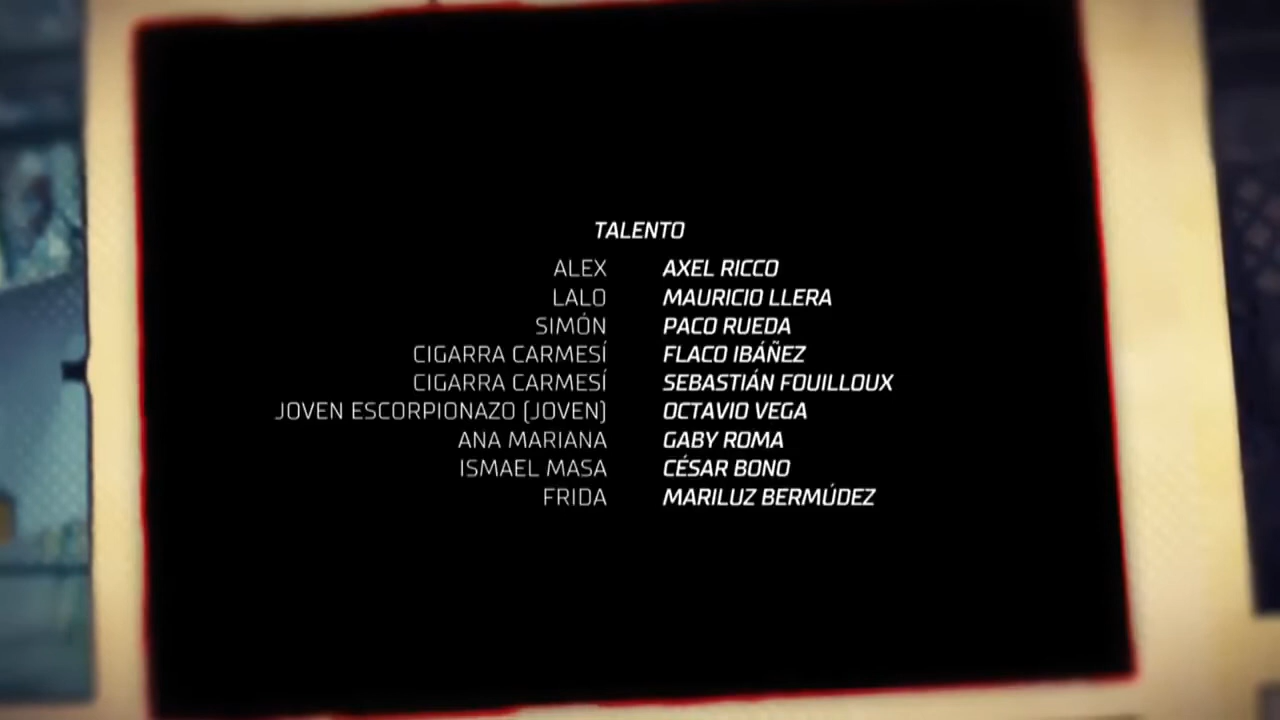 TALENTO
ALEX AXEL RICCO
LALO MAURICIO LLERA
SIMÓN PACO RUEDA
CIGARRA CARMESÍ FLACO IBÁÑEZ
CIGARRA CARMESÍ SEBASTIÁN FOUILLOUX
JOVEN ESCORPIONAZO (JOVEN) OCTAVIO VEGA
ANA MARIANA GABY ROMA
ISMAEL MASA CÉSAR BONO
FRIDA MARILUZ BERMÚDEZ